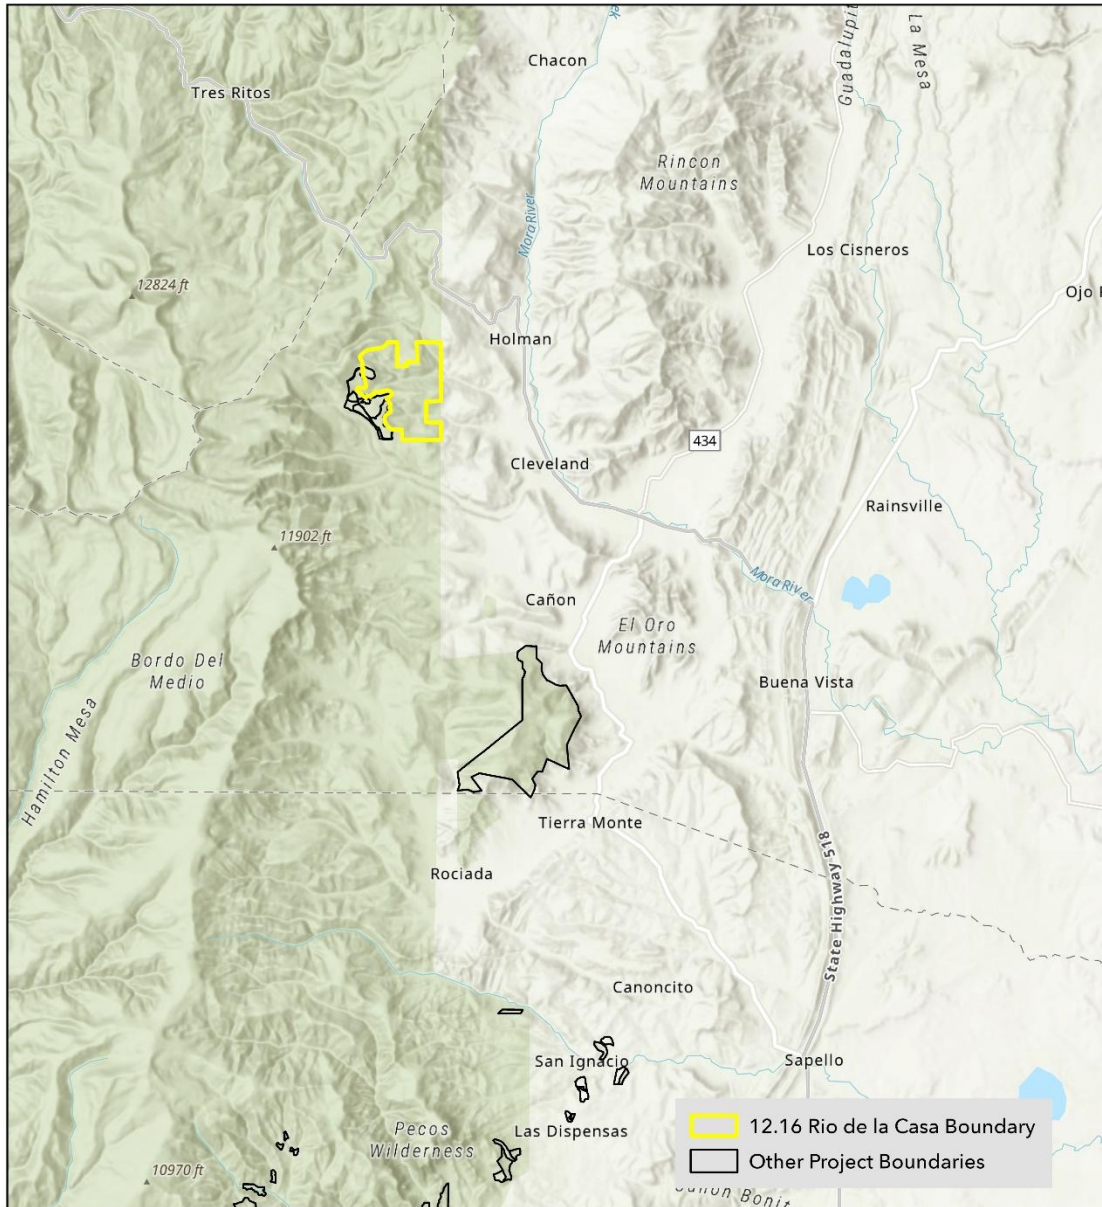 Chacon
Guadalupit
La Mesa
ek
Tres Ritos
Rincon
Mountains
Mora River
Los Cisneros
12824 ft
Ojo F
Holman
434
Cleveland
Rainsville
11902 ft
Mora River
Cañon
El Oro
Mountains
Bordo Del
Medio
Buena Vista
Hamilton Mesa
Tierra Monte
State Highway 518
Rociada
Canoncito
San Ignacio
Sapello
Pecos
Wilderness
Las Dispensas
10970 ft
12.16 Rio de la Casa Boundary
Other Project Boundaries